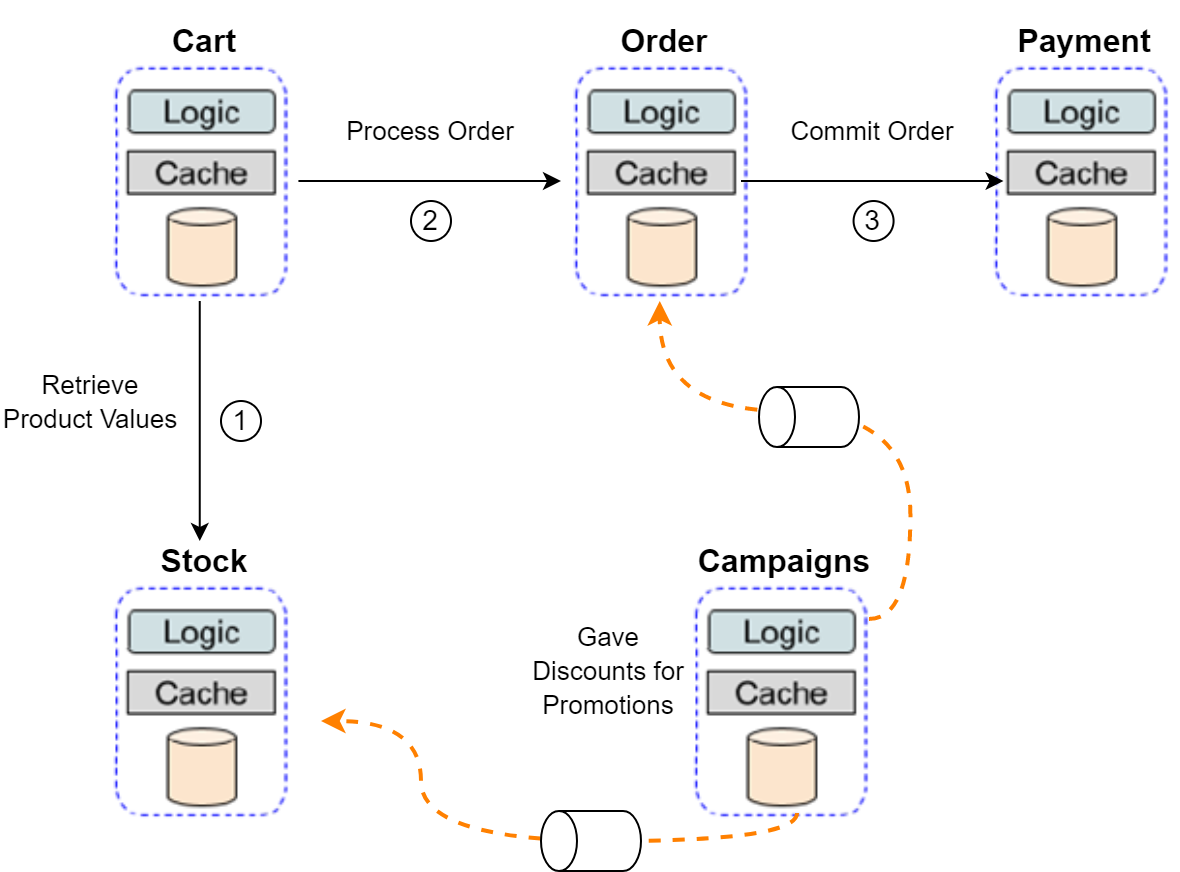 Cart
Order
Payment
Logic
Logic
Logic
Process Order
Commit Order
Cache
Cache
Cache
2
3
Retrieve
Product Values
1
Stock
Campaigns
Logic
Gave
Discounts for
Promotions
Logic
Cache
Cache